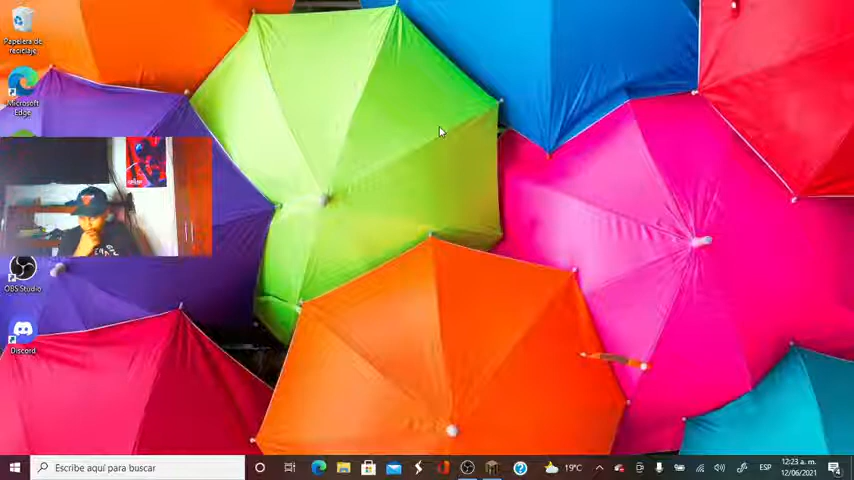 Papelera de
reciclaje
Microsoft
Edge
OBS Studio
Discord
Escribe aquí para buscar
19°C
ESP
12:23 a. m.
12/06/2021
4